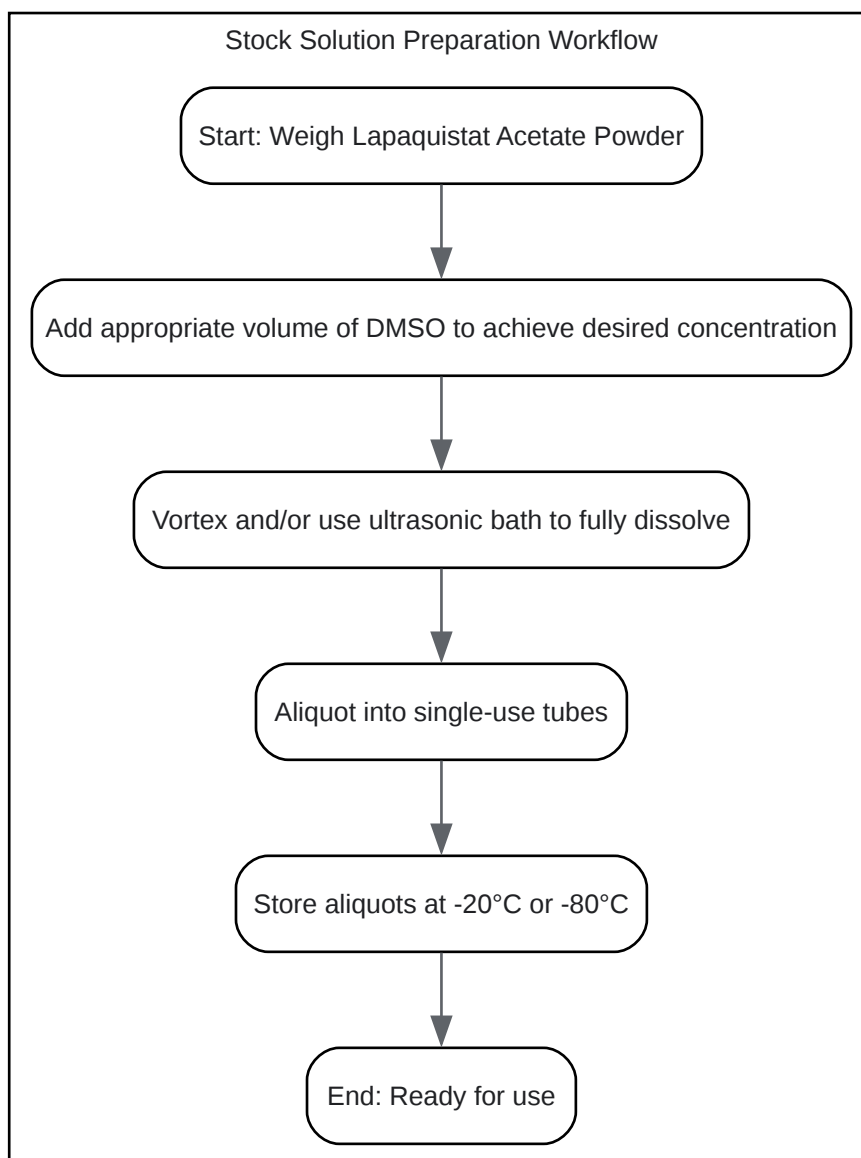 Stock Solution Preparation Workflow
Start: Weigh Lapaquistat Acetate Powder
Add appropriate volume of DMSO to achieve desired concentration
Vortex and/or use ultrasonic bath to fully dissolve
Aliquot into single-use tubes
Store aliquots at -20°C or -80°C
End: Ready for use